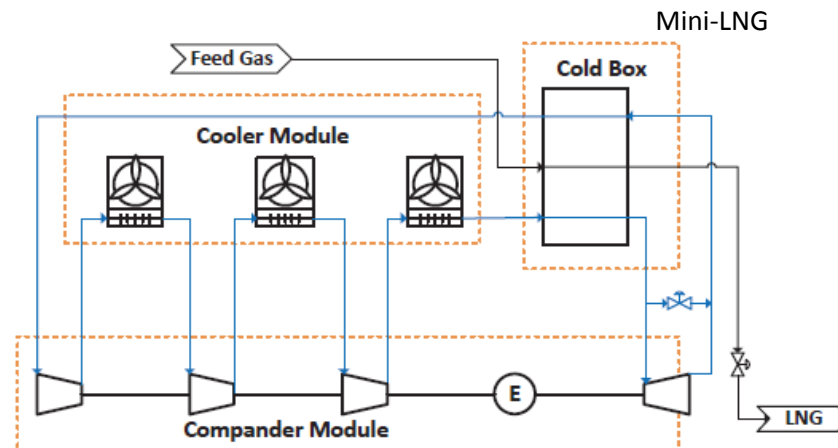 Mini-LNG
Feed Gas
Cold Box
Cooler Module
E
LNG
Compander Module